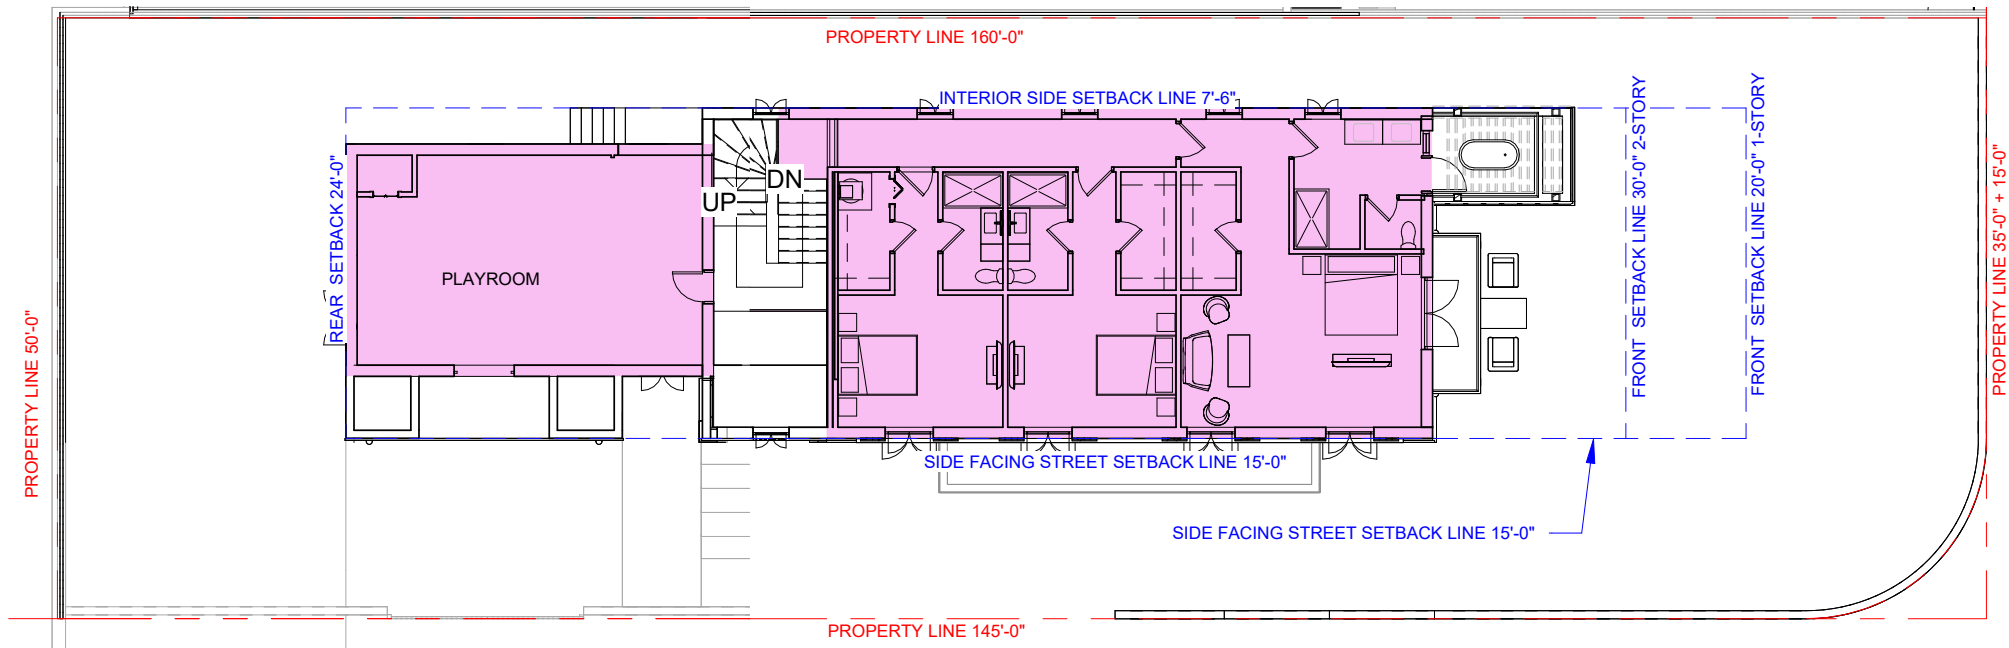 PROPERTY LINE 160'-0"
INTERIOR SIDE SETBACK LINE 7'-6"
REAR SETBACK 24'-0"
PLAYROOM
UP
DN
FRONT SETBACK LINE 30'-0" 2-STORY
FRONT SETBACK LINE 20'-0" 1-STORY
PROPERTY LINE 35'-0" + 15'-0"
PROPERTY LINE 50'-0"
SIDE FACING STREET SETBACK LINE 15'-0"
SIDE FACING STREET SETBACK LINE 15'-0"
PROPERTY LINE 145'-0"